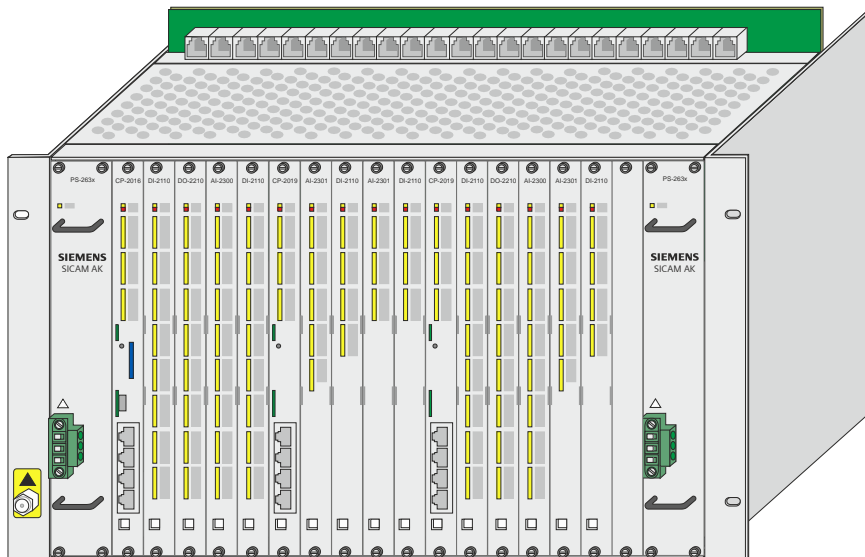 PS-263x
CP-2016
DI-2110
DO-2210
AI-2300
DI-2110
CP-2019
AI-2301
DI-2110
AI-2301
DI-2110
CP-2019
DI-2110
DO-2210
AI-2300
AI-2301
DI-2110
PS-263x
SIEMENS
SICAM AK
SIEMENS
SICAM AK